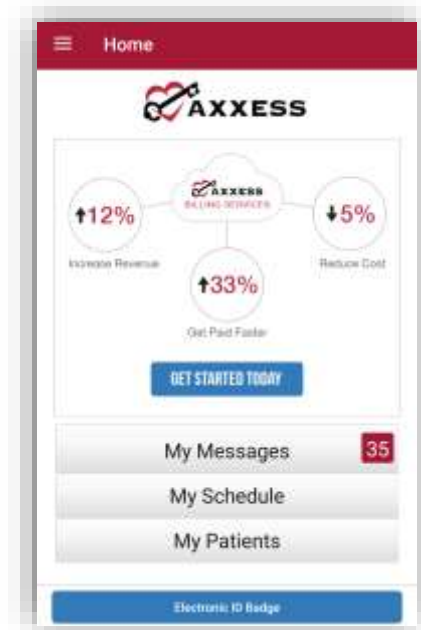 Home
AXXESS
AXXESS
BILLING SERVICES
↑12%
↓5%
Increase Revenue
Reduce Cost
↑33%
Get Paid Faster
GET STARTED TODAY
My Messages 35
My Schedule
My Patients
Electronic ID Badge